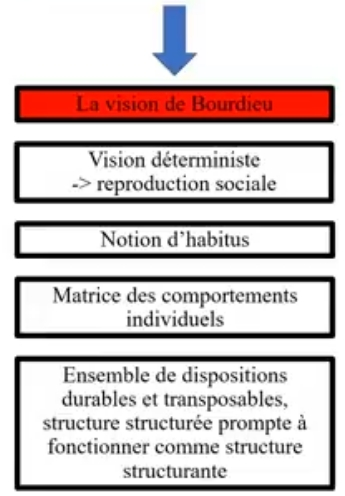 La vision de Bourdieu
Vision déterministe
-> reproduction sociale
Notion d'habitus
Matrice des comportements
individuels
Ensemble de dispositions
durables et transposables,
structure structurée prompte à
fonctionner comme structure
structurante